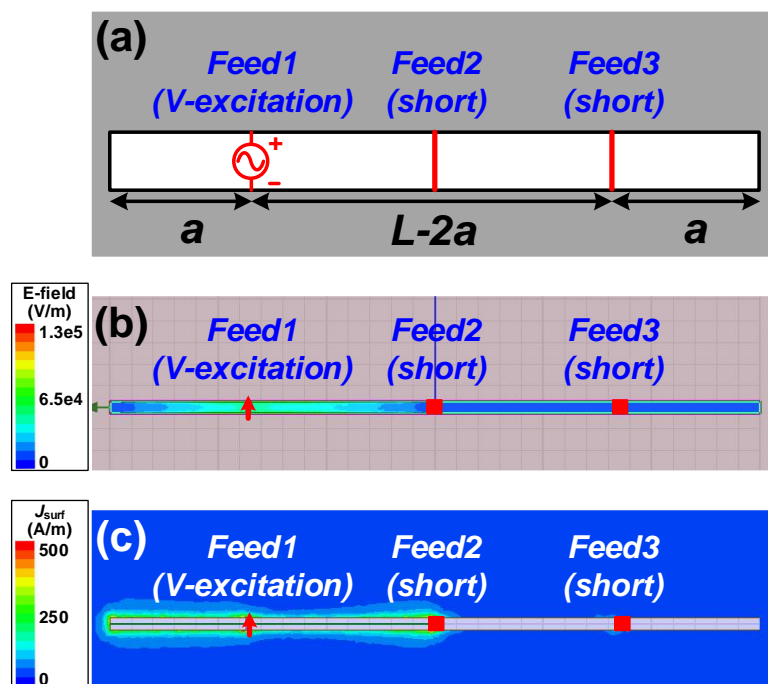 (a)
Feed1 Feed2 Feed3
(V-excitation) (short) (short)
+
−
a L-2a a
E-field
(V/m)
1.3e5
6.5e4
0
(b)
Feed1 Feed2 Feed3
(V-excitation) (short) (short)
Jsurf
(A/m)
500
250
0
(c)
Feed1 Feed2 Feed3
(V-excitation) (short) (short)